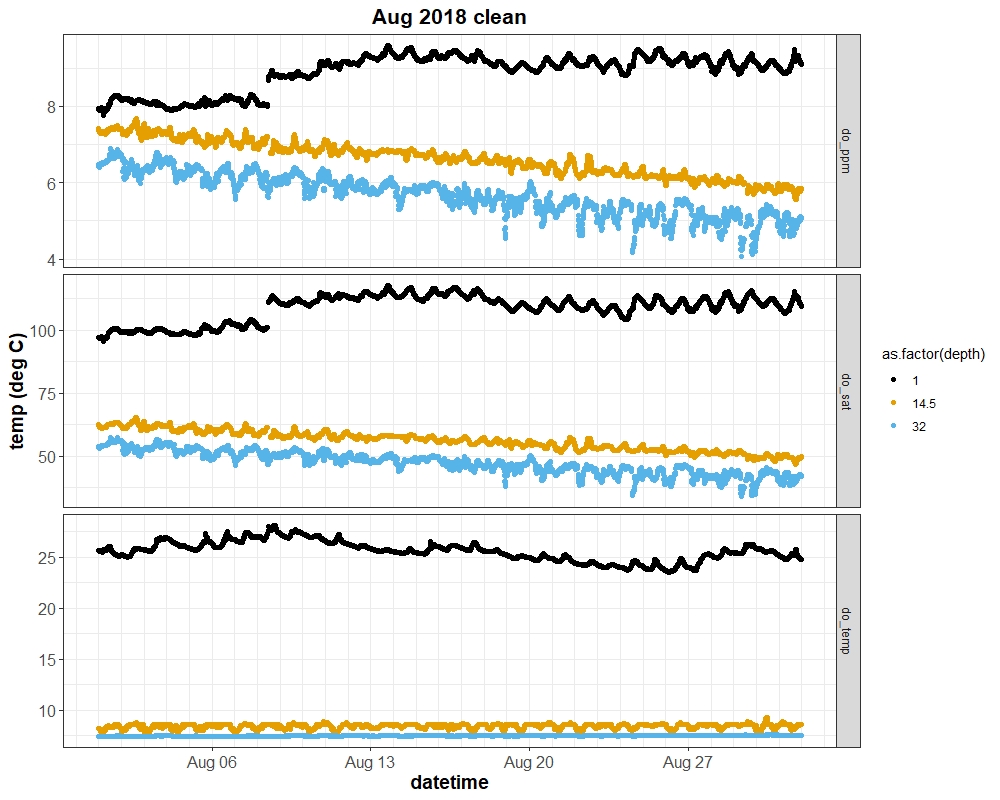 Aug 2018 clean
temp (deg C)
8
6
4
do_ppm
100
75
50
do_sat
25
20
15
10
do_temp
Aug 06
Aug 13
Aug 20
Aug 27
datetime
as.factor(depth)
1
14.5
32